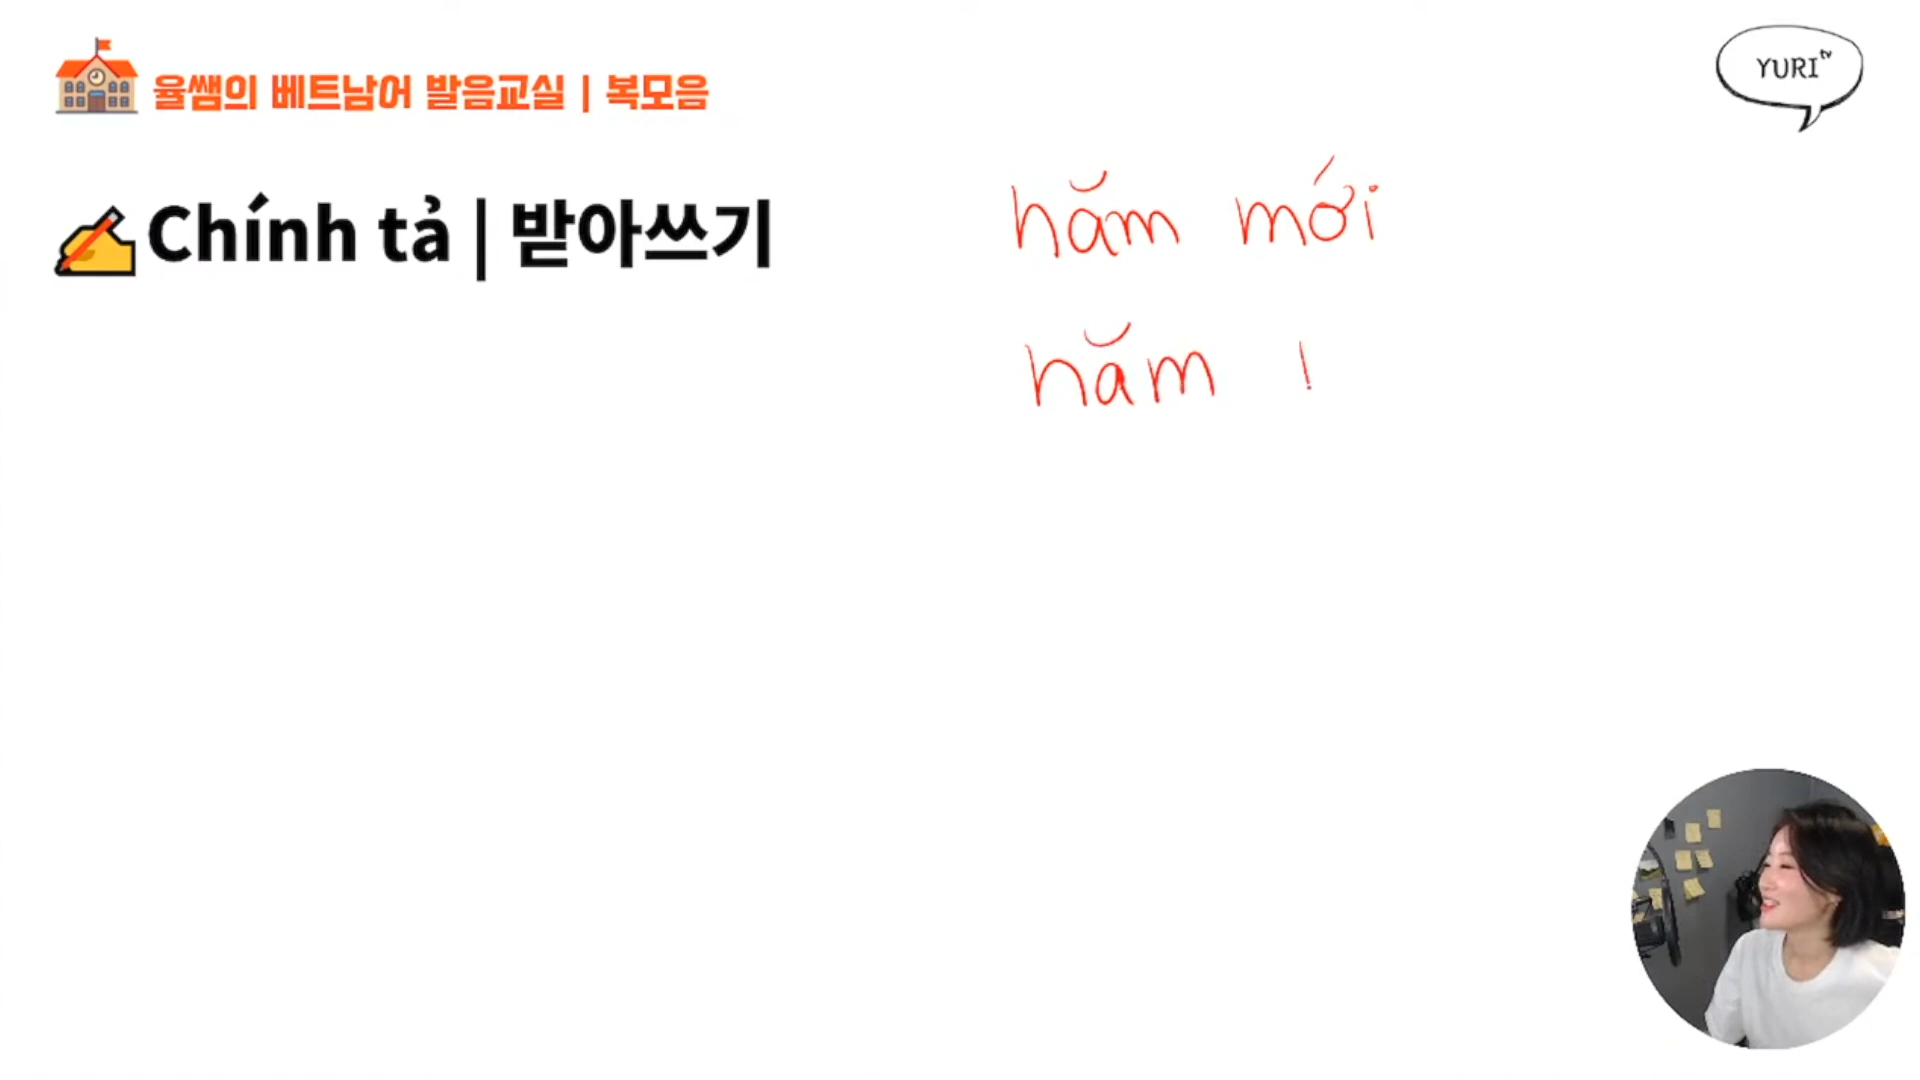 율쌤의 베트남어 발음교실 | 복모음
YURI tv
Chính tả | 받아쓰기
năm mới
năm